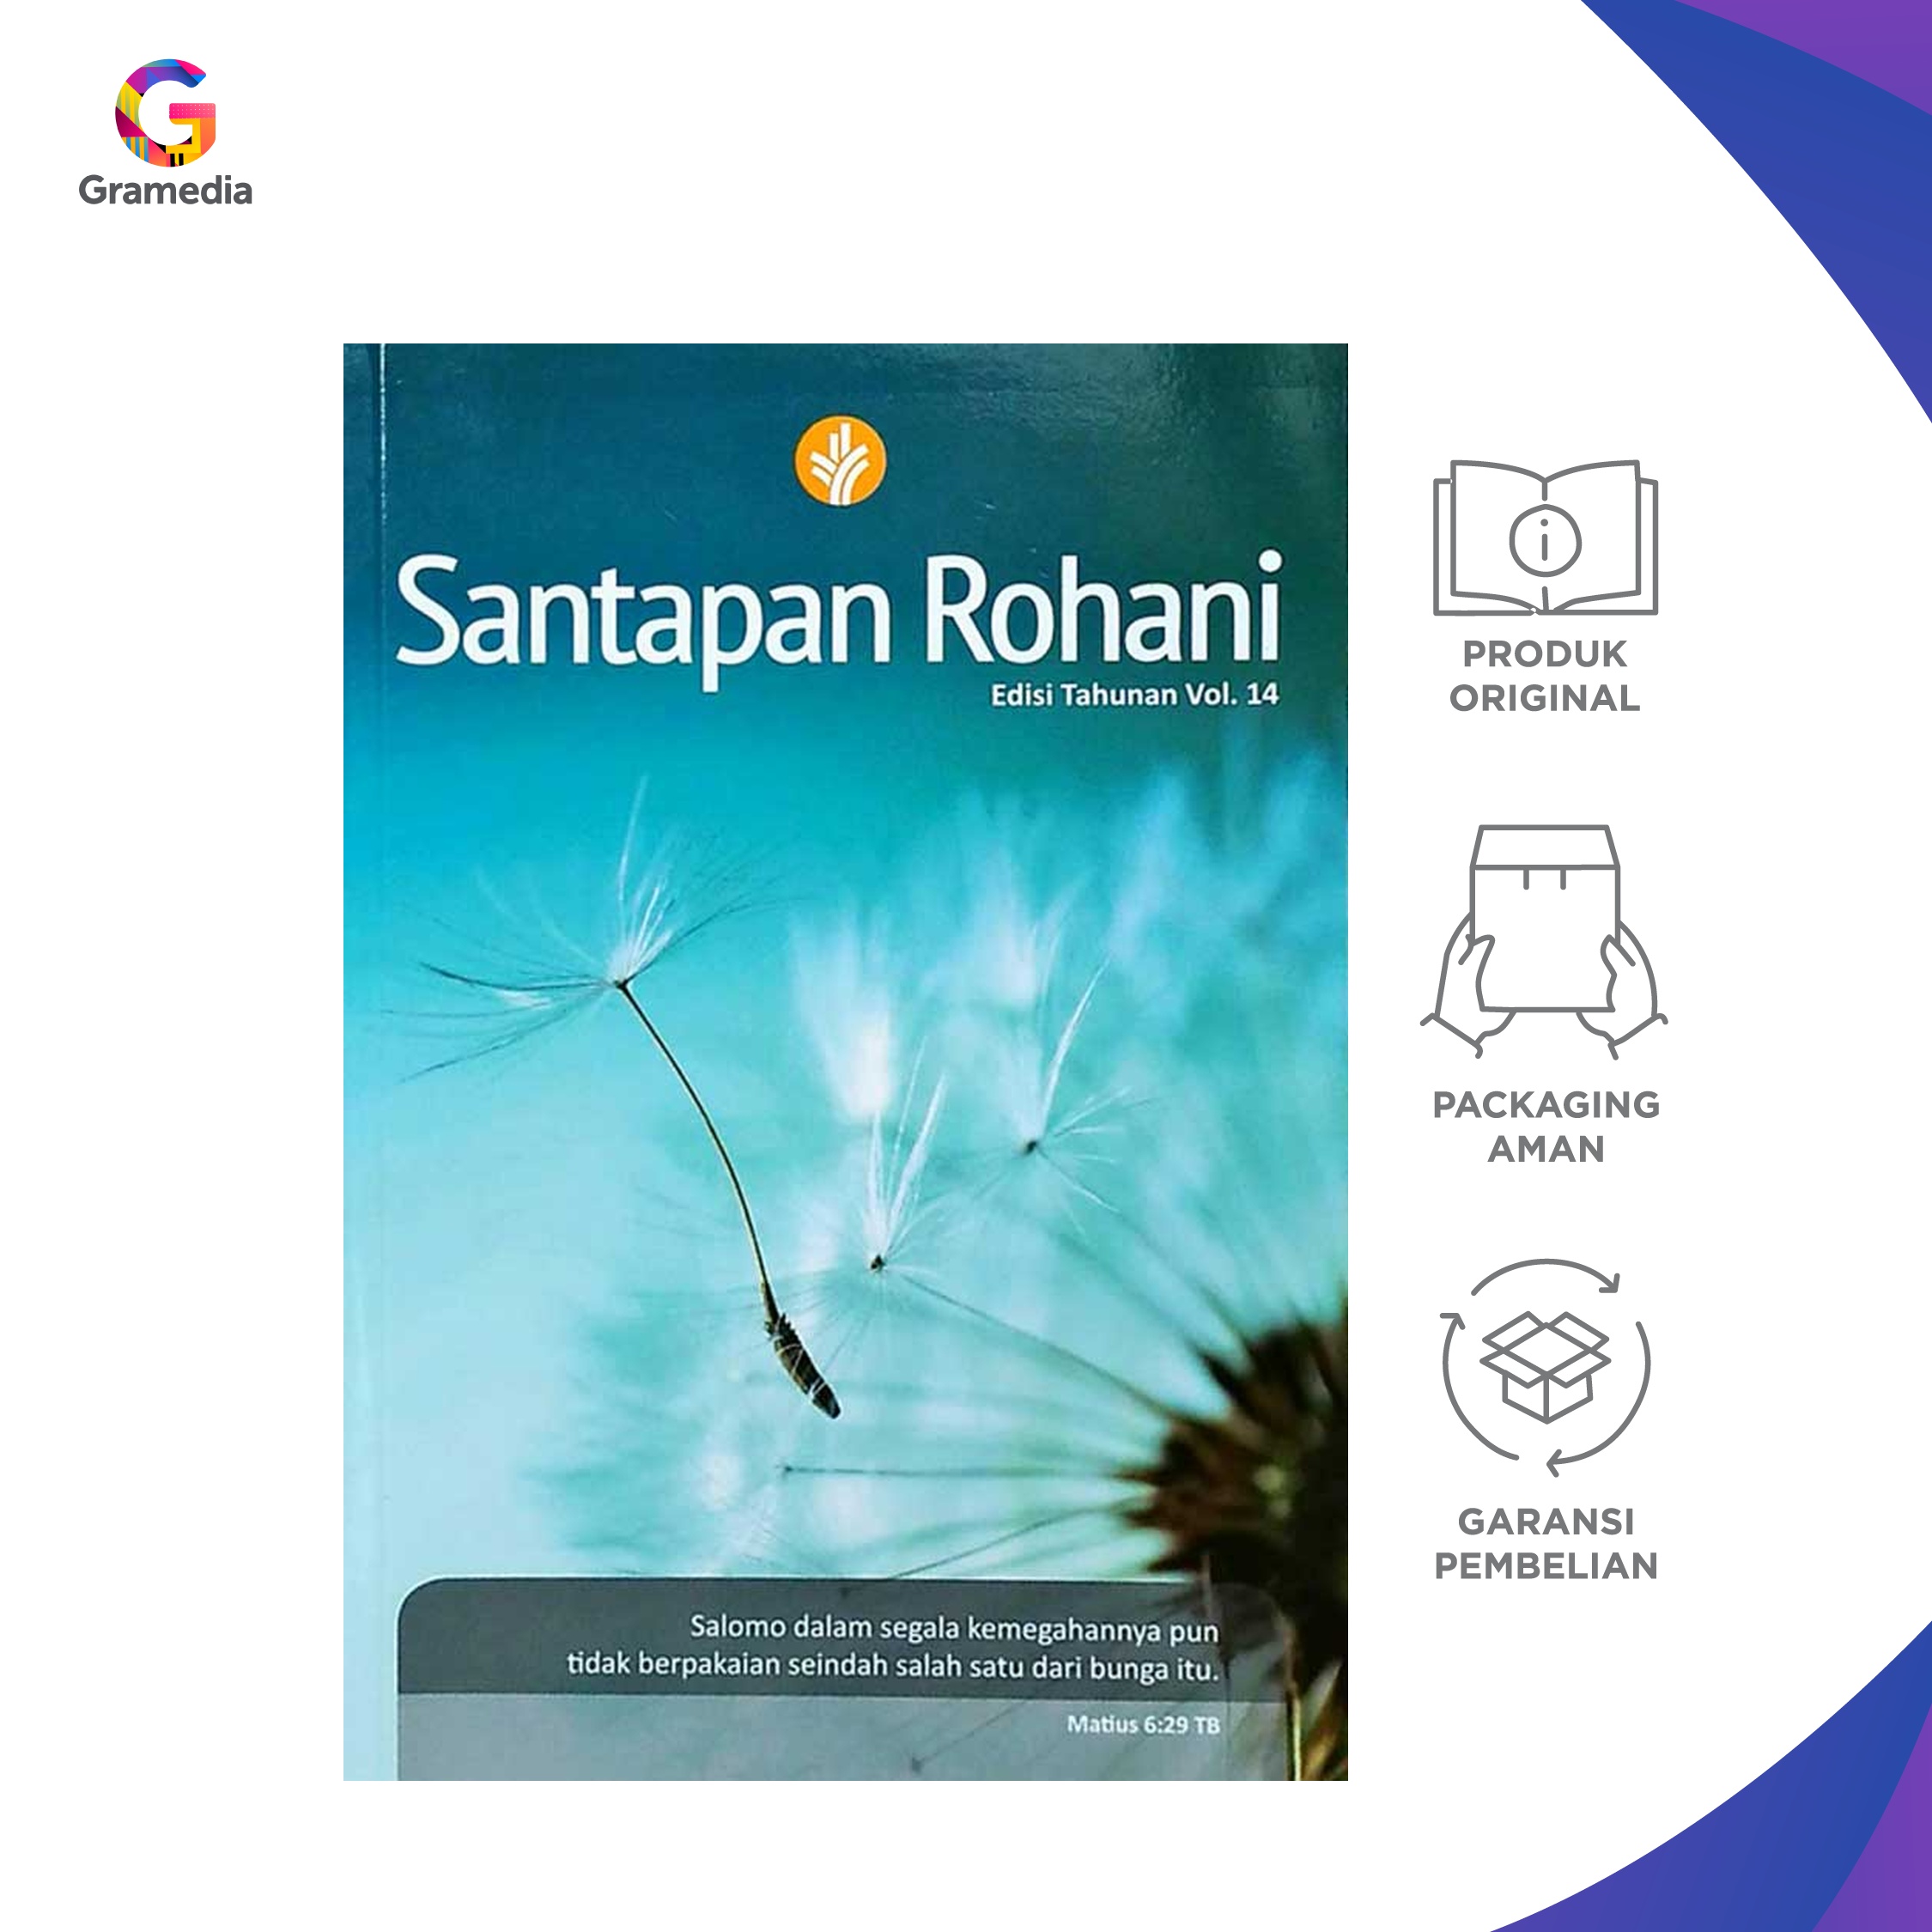 Gramedia
Santapan Rohani
Edisi Tahunan Vol. 14
Salomo dalam segala kemegahannya pun
tidak berpakaian seindah salah satu dari bunga itu.
Matius 6:29 TB
PRODUK
ORIGINAL
PACKAGING
AMAN
GARANSI
PEMBELIAN